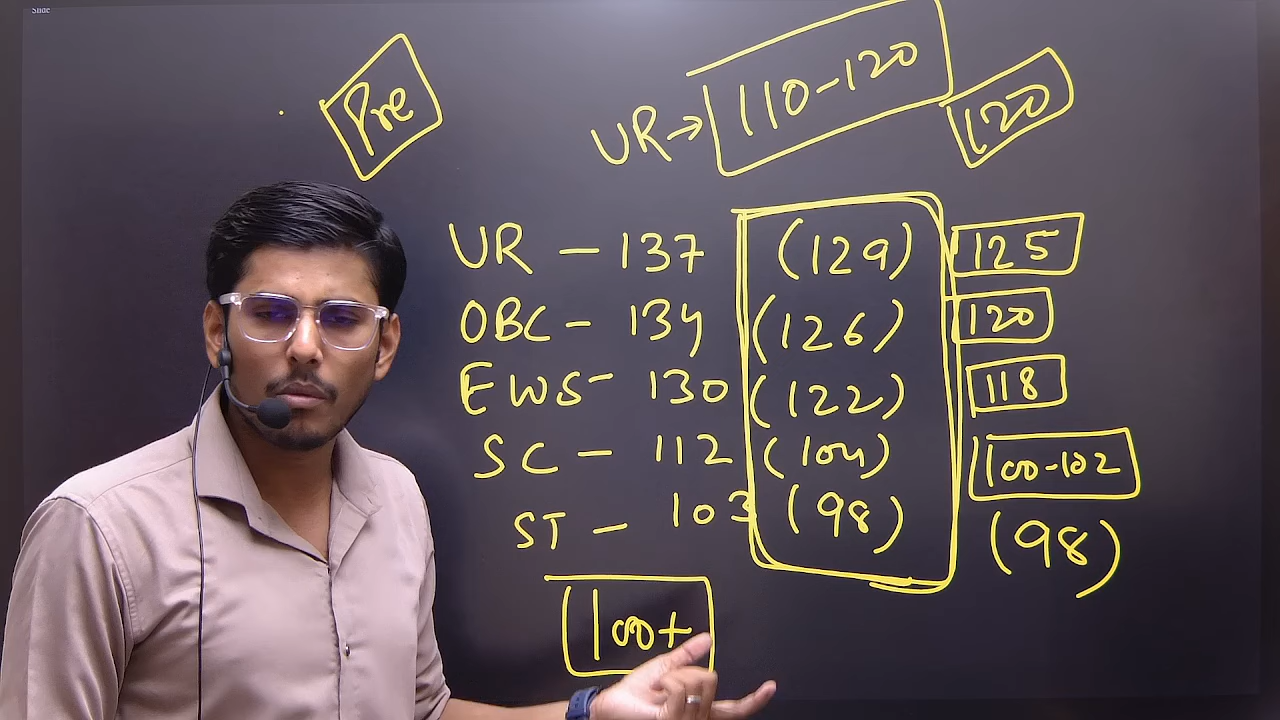 Slide
Pre
UR → 110-120 120
UR - 137 (129) 125
OBC - 134 (126) 120
EWS - 130 (122) 118
SC - 112 (104) 100-102
ST - 103 (98) (98)
100+